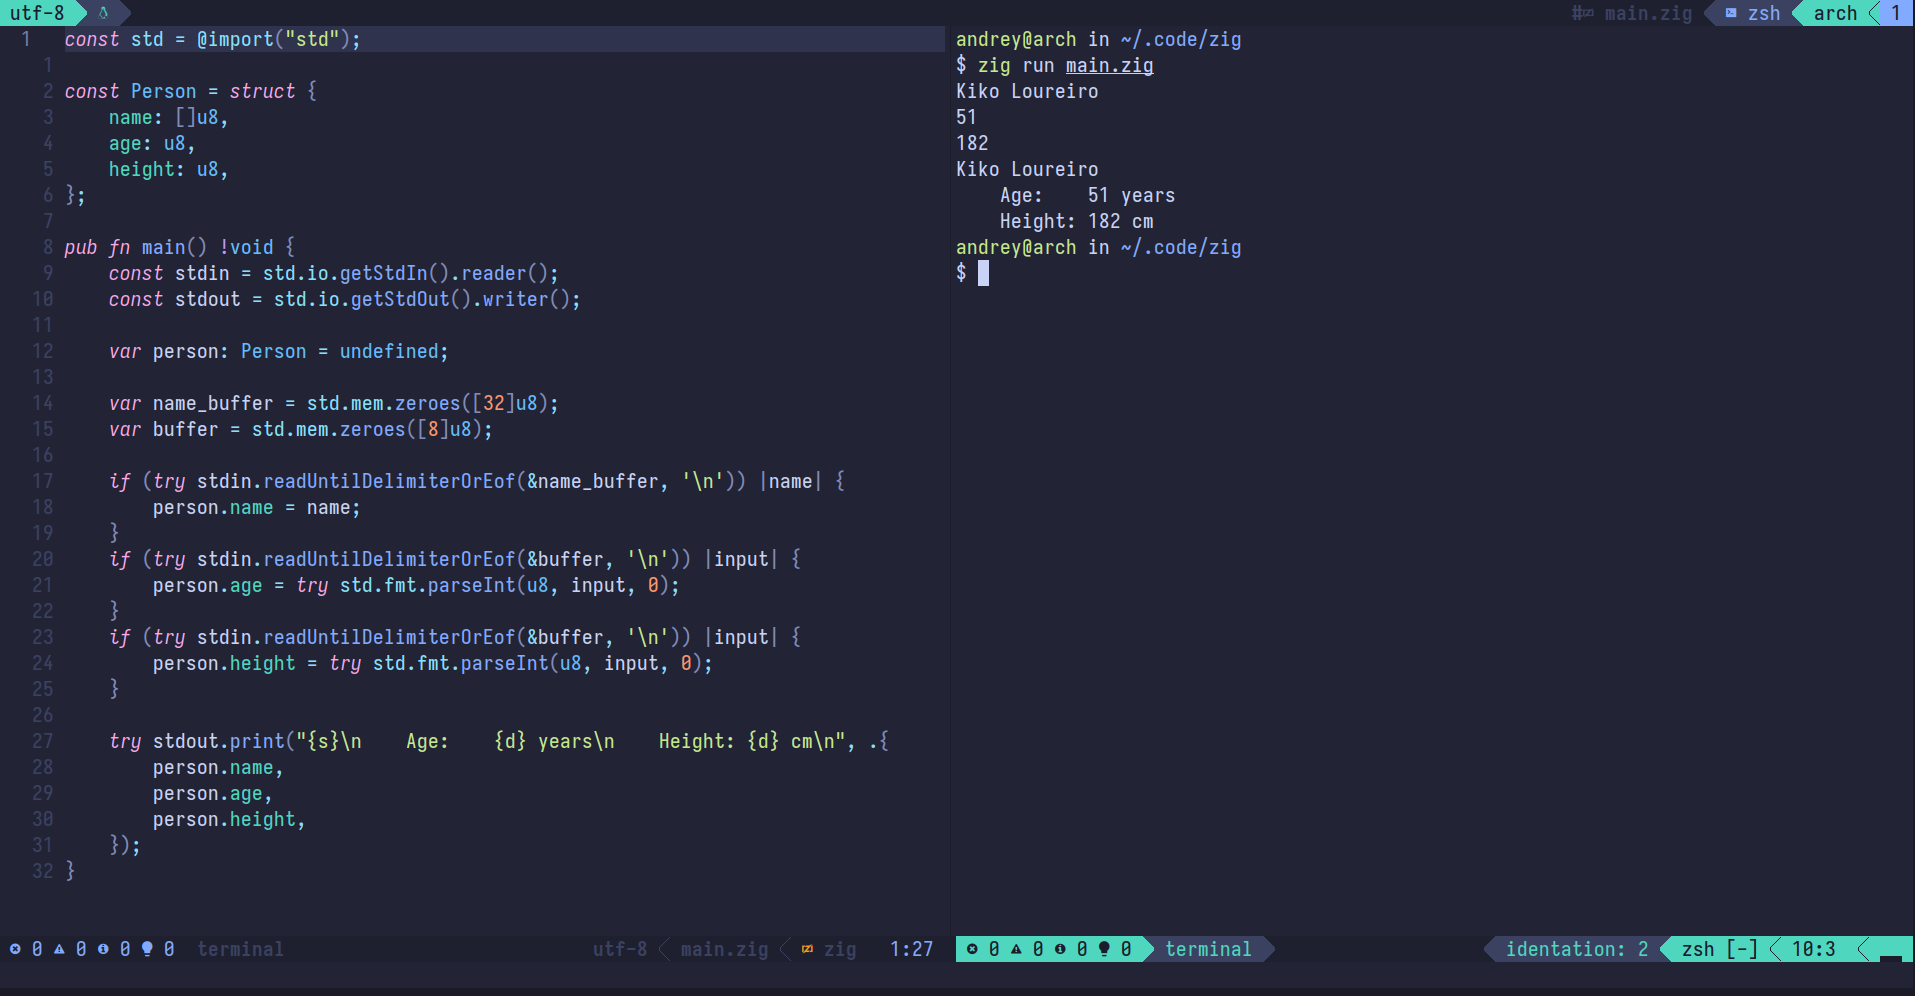 utf-8
main.zig zsh arch 1
1 const std = @import("std");
1
2 const Person = struct {
3     name: []u8,
4     age: u8,
5     height: u8,
6 };
7
8 pub fn main() !void {
9     const stdin = std.io.getStdIn().reader();
10     const stdout = std.io.getStdOut().writer();
11
12     var person: Person = undefined;
13
14     var name_buffer = std.mem.zeroes([32]u8);
15     var buffer = std.mem.zeroes([8]u8);
16
17     if (try stdin.readUntilDelimiterOrEof(&name_buffer, '\n')) |name| {
18         person.name = name;
19     }
20     if (try stdin.readUntilDelimiterOrEof(&buffer, '\n')) |input| {
21         person.age = try std.fmt.parseInt(u8, input, 0);
22     }
23     if (try stdin.readUntilDelimiterOrEof(&buffer, '\n')) |input| {
24         person.height = try std.fmt.parseInt(u8, input, 0);
25     }
26
27     try stdout.print("{s}\n    Age:    {d} years\n    Height: {d} cm\n", .{
28         person.name,
29         person.age,
30         person.height,
31     });
32 }
andrey@arch in ~/.code/zig
$ zig run main.zig
Kiko Loureiro
51
182
Kiko Loureiro
    Age:    51 years
    Height: 182 cm
andrey@arch in ~/.code/zig
$
0 0 0 0 terminal utf-8 main.zig zig 1:27
0 0 0 0 terminal identation: 2 zsh [-] 10:3